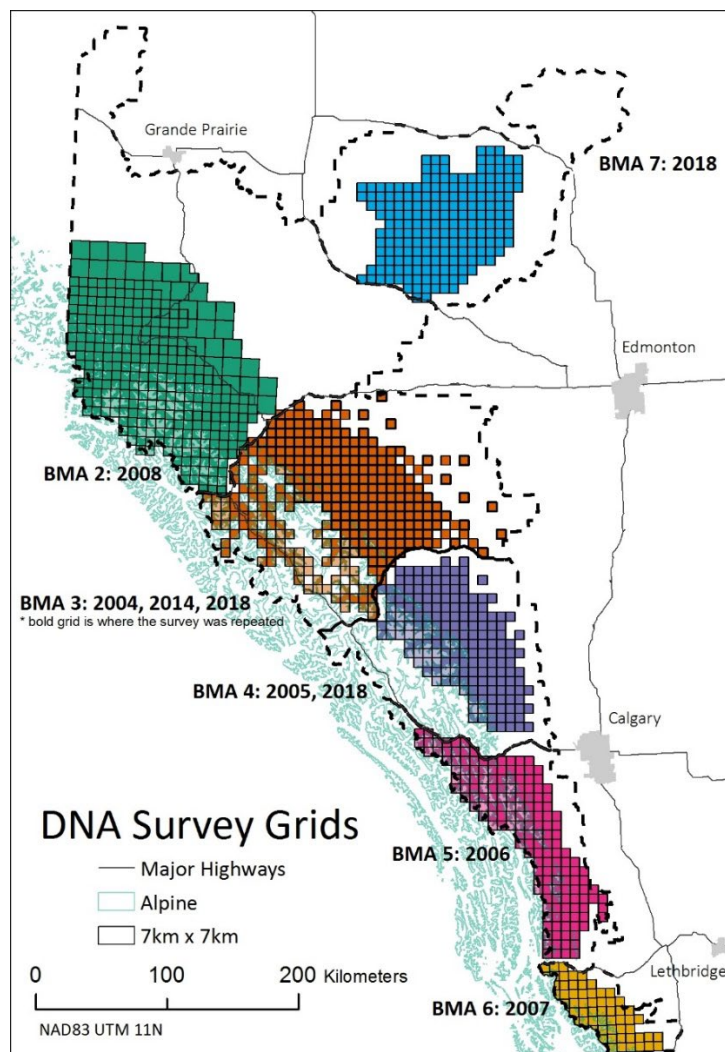 Grande Prairie
BMA 7: 2018
Edmonton
BMA 2: 2008
BMA 3: 2004, 2014, 2018
* bold grid is where the survey was repeated
BMA 4: 2005, 2018
Calgary
DNA Survey Grids
BMA 5: 2006
Major Highways
Alpine
7km x 7km
Lethbridge
0 100 200 Kilometers
BMA 6: 2007
NAD83 UTM 11N